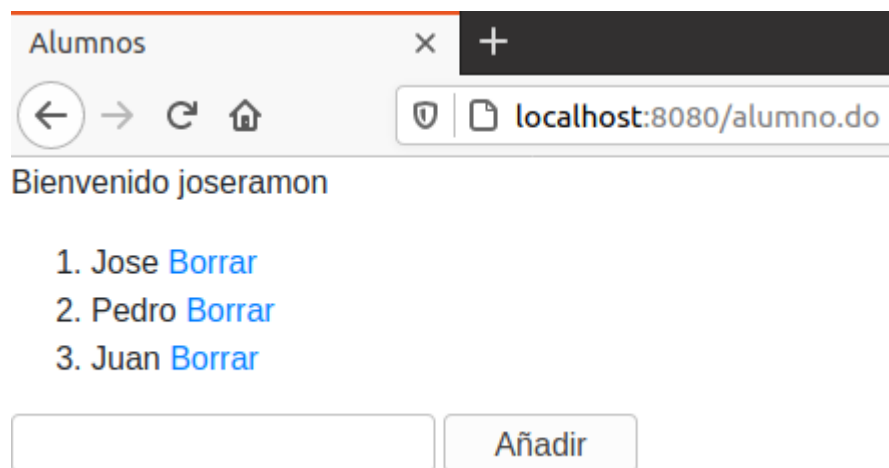 Alumnos
localhost:8080/alumno.do
Bienvenido joseramon
1. Jose Borrar
2. Pedro Borrar
3. Juan Borrar
Añadir